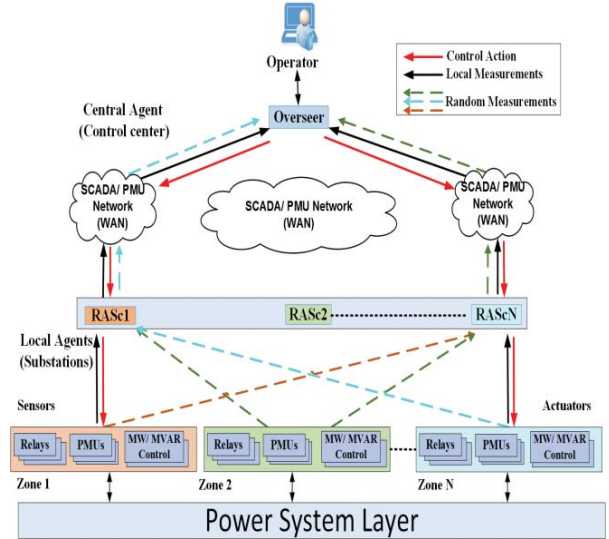 Operator
Control Action
Local Measurements
Random Measurements
Central Agent
(Control center)
Overseer
SCADA/ PMU
Network
(WAN)
SCADA/ PMU Network
(WAN)
SCADA/ PMU
Network
(WAN)
RASc1
RASc2
RAScN
Local Agents
(Substations)
Sensors
Actuators
Relays
PMUs
MW/ MVAR
Control
Relays
PMUs
MW/ MVAR
Control
Relays
PMUs
MW/ MVAR
Control
Zone 1
Zone 2
Zone N
Power System Layer